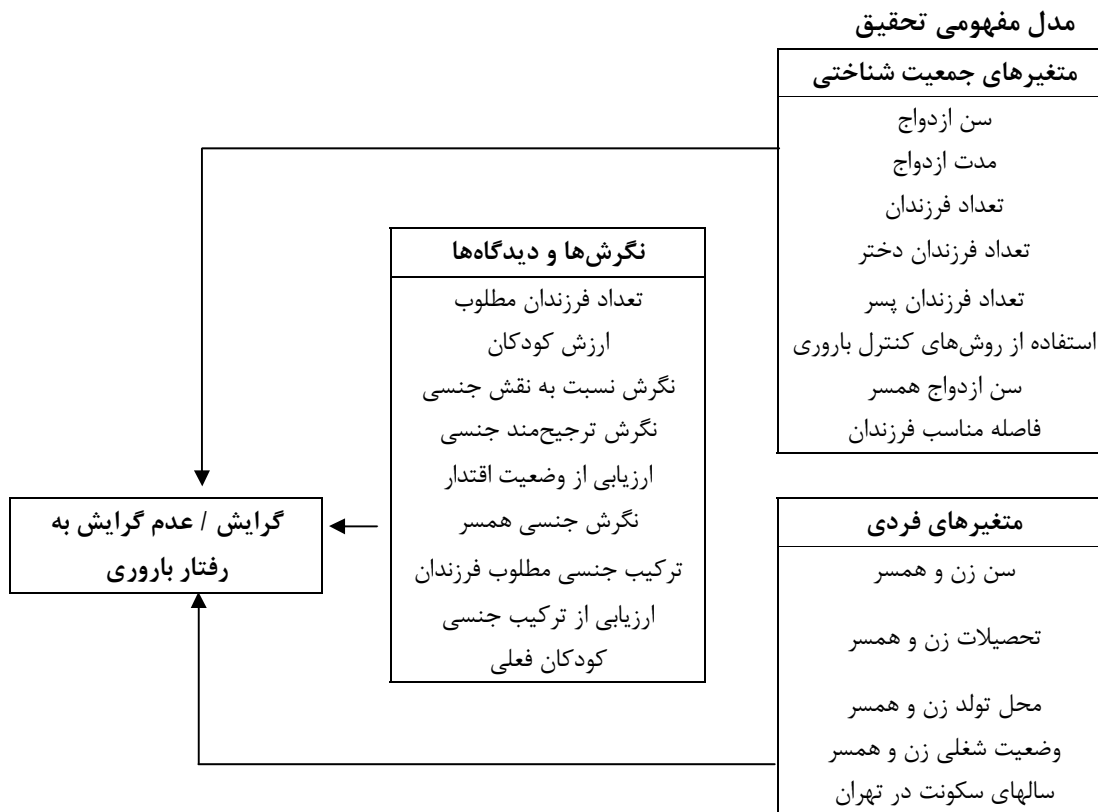 مدل مفهومی تحقیق
متغیرهای جمعیت شناختی
سن ازدواج
مدت ازدواج
تعداد فرزندان
تعداد فرزندان دختر
تعداد فرزندان پسر
استفاده از روش‌های کنترل باروری
سن ازدواج همسر
فاصله مناسب فرزندان
نگرش‌ها و دیدگاه‌ها
تعداد فرزندان مطلوب
ارزش کودکان
نگرش نسبت به نقش جنسی
نگرش ترجیح‌مند جنسی
ارزیابی از وضعیت اقتدار
نگرش جنسی همسر
ترکیب جنسی مطلوب فرزندان
ارزیابی از ترکیب جنسی
کودکان فعلی
متغیرهای فردی
سن زن و همسر
تحصیلات زن و همسر
محل تولد زن و همسر
وضعیت شغلی زن و همسر
سالهای سکونت در تهران
گرایش / عدم گرایش به
رفتار باروری